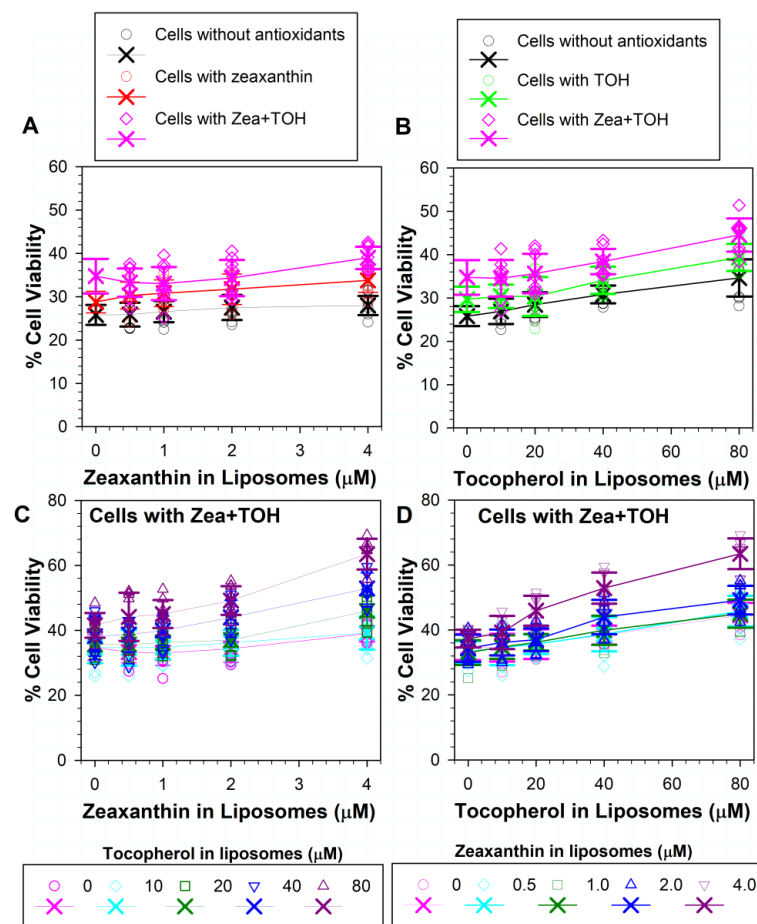 Cells without antioxidants
Cells with zeaxanthin
Cells with Zea+TOH
Cells without antioxidants
Cells with TOH
Cells with Zea+TOH
A
B
60
50
40
30
20
10
0
% Cell Viability
0 1 2 4
Zeaxanthin in Liposomes (μM)
60
50
40
30
20
10
0
% Cell Viability
0 20 40 60 80
Tocopherol in Liposomes (μM)
C
Cells with Zea+TOH
80
60
40
20
0
% Cell Viability
0 1 2 4
Zeaxanthin in Liposomes (μM)
D
Cells with Zea+TOH
80
60
40
20
0
% Cell Viability
0 20 40 60 80
Tocopherol in Liposomes (μM)
Tocopherol in liposomes (μM)
0 10 20 40 80
Zeaxanthin in liposomes (μM)
0 0.5 1.0 2.0 4.0